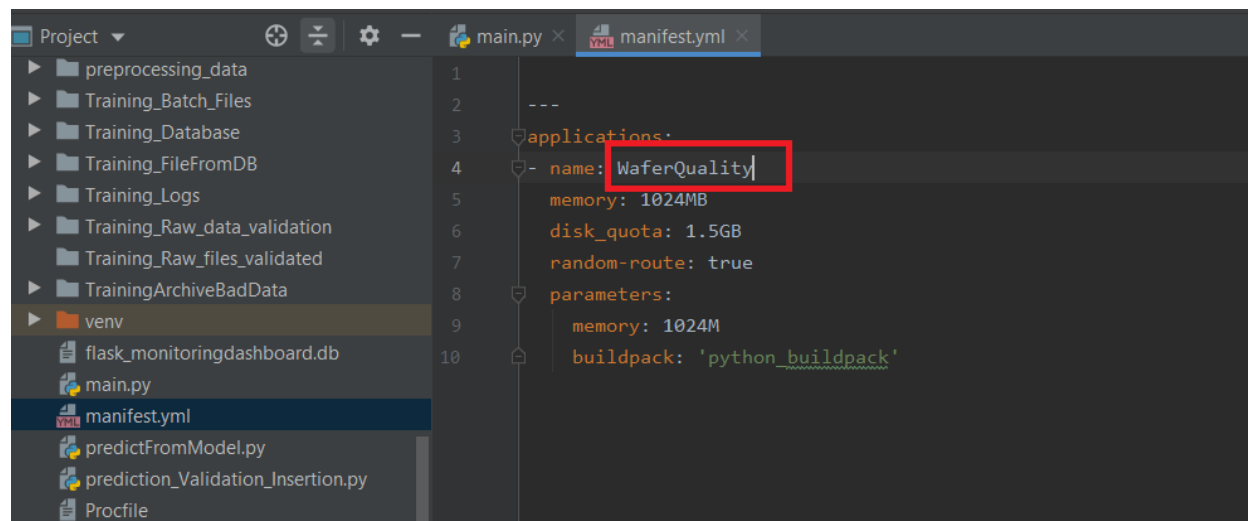 Project
preprocessing_data
Training_Batch_Files
Training_Database
Training_FileFromDB
Training_Logs
Training_Raw_data_validation
Training_Raw_files_validated
TrainingArchiveBadData
venv
flask_monitoringdashboard.db
main.py
manifest.yml
predictFromModel.py
prediction_Validation_Insertion.py
Procfile
main.py manifest.yml
1
2 ---
3 applications:
4 - name: WaferQuality
5   memory: 1024MB
6   disk_quota: 1.5GB
7   random-route: true
8   parameters:
9     memory: 1024M
10     buildpack: 'python_buildpack'